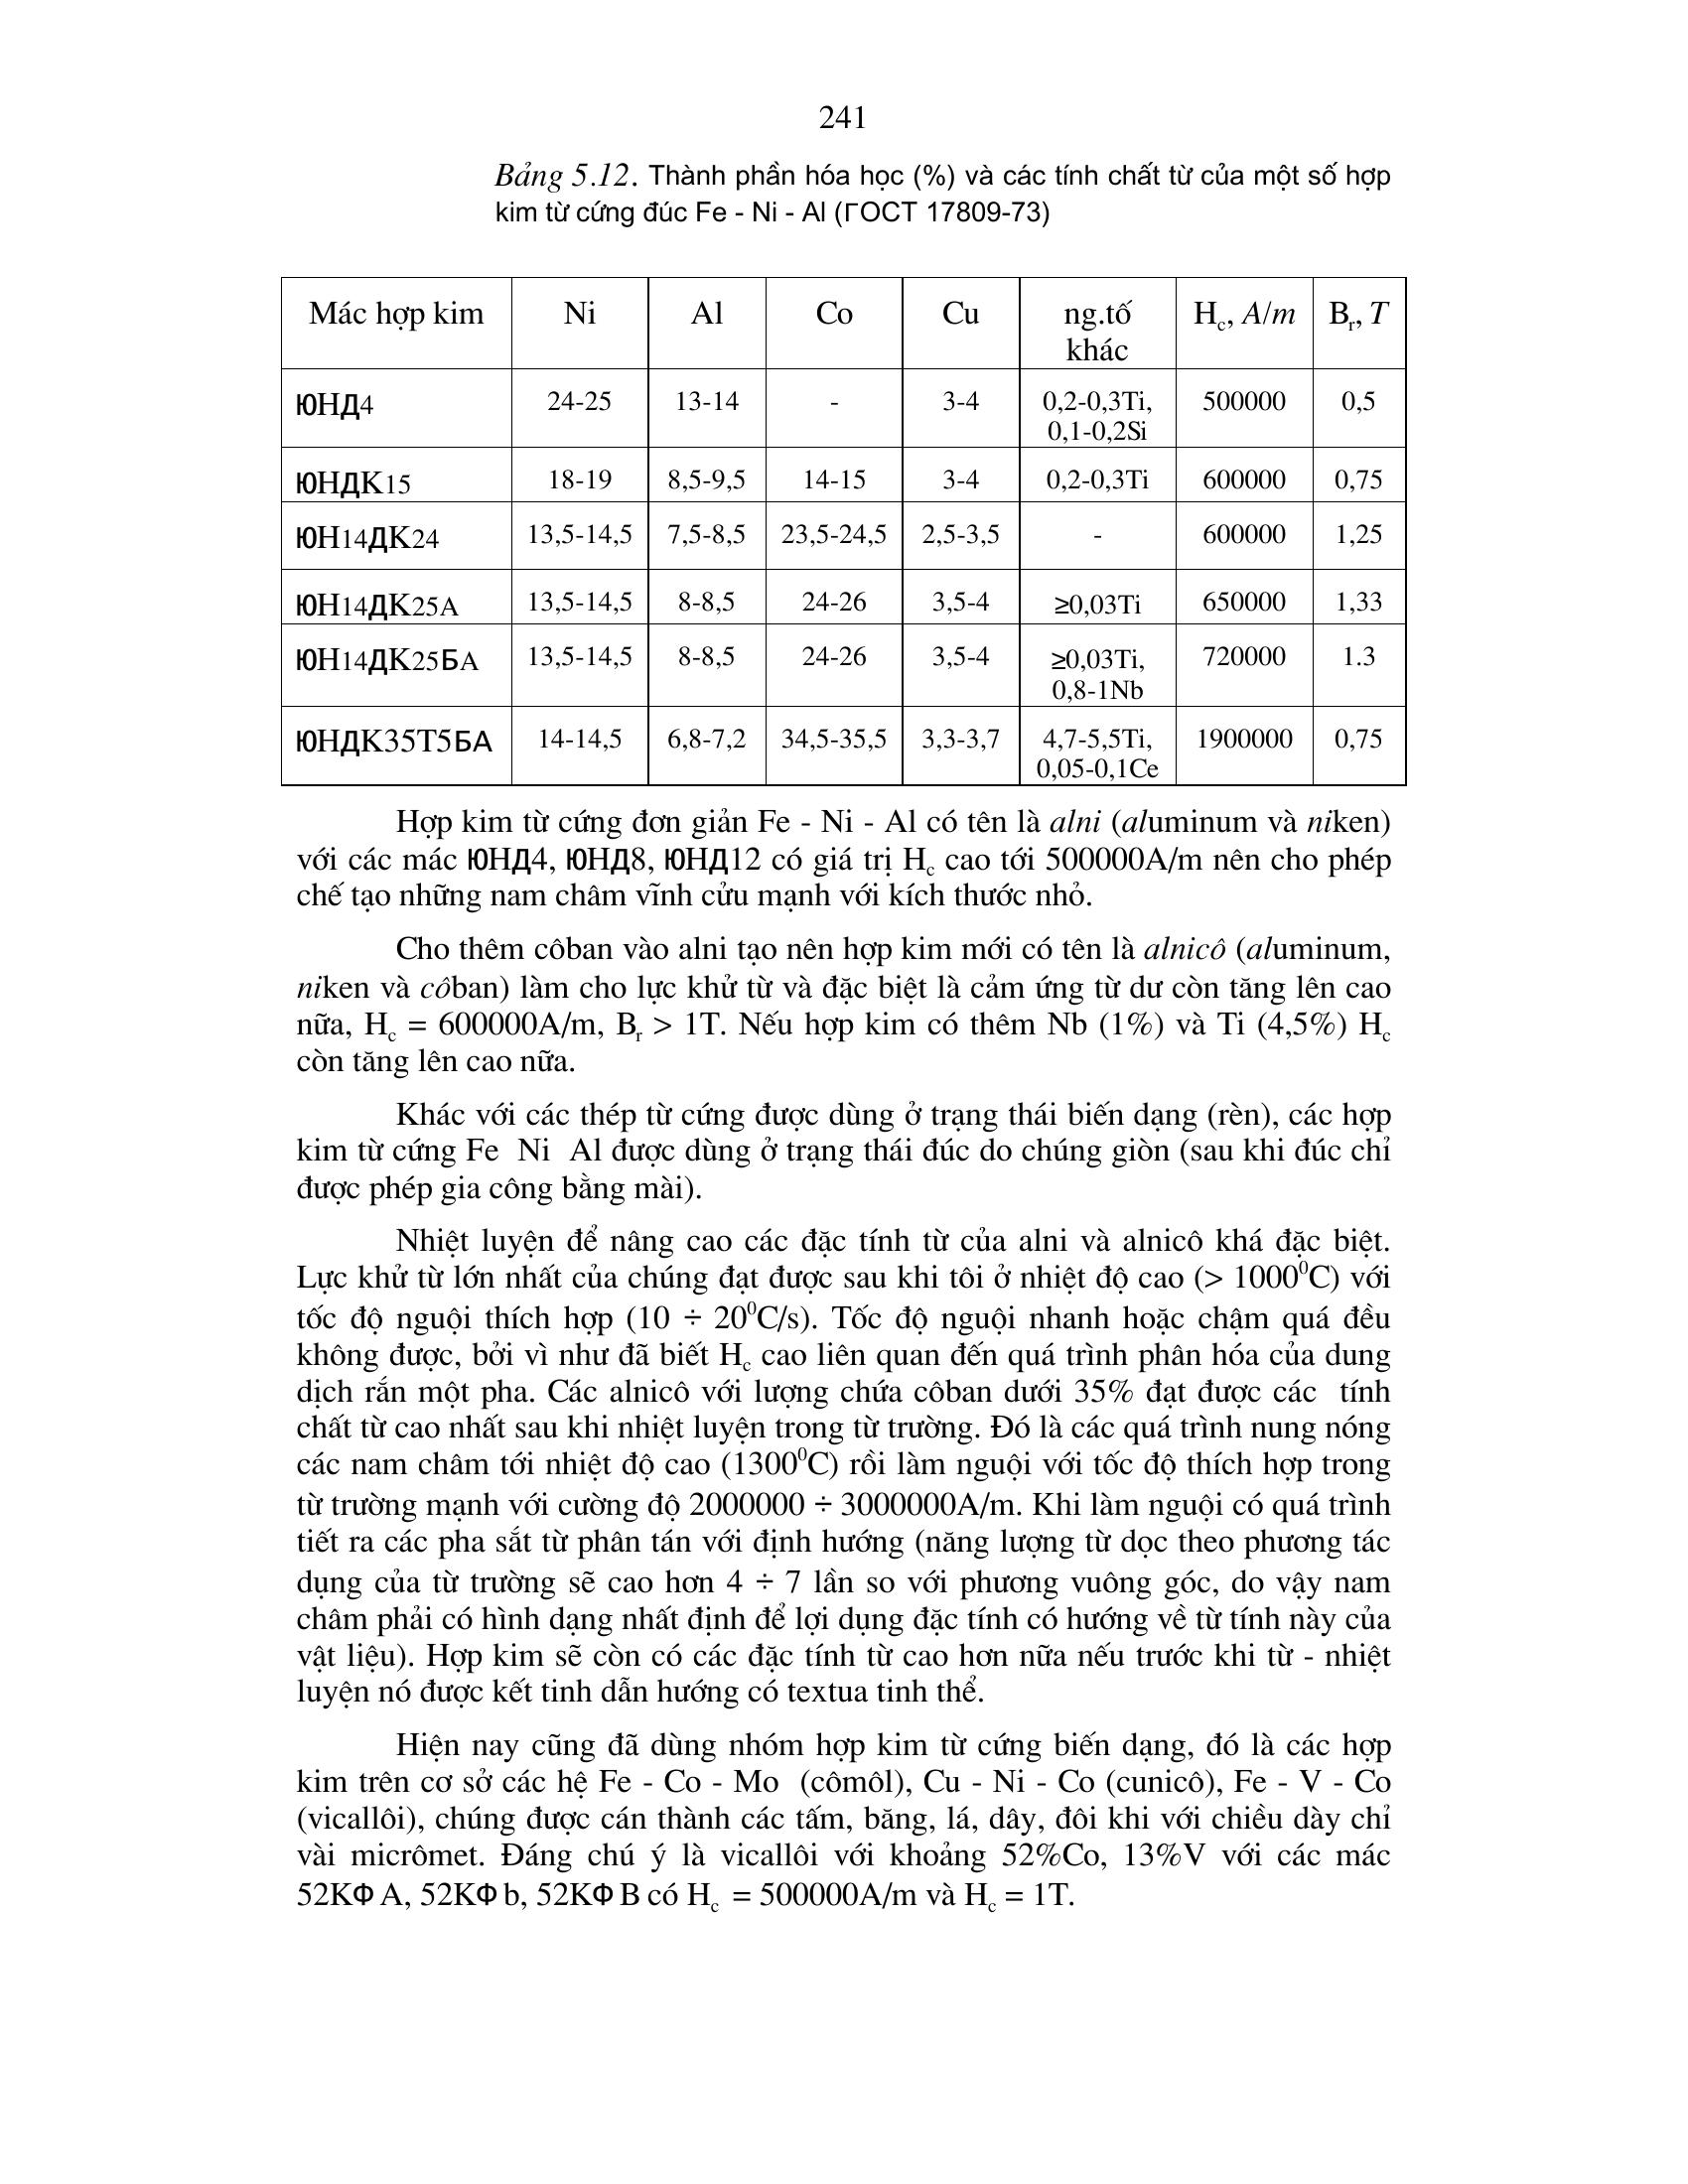 241
Bảng 5.12. Thành phần hóa học (%) và các tính chất từ của một số hợp
kim từ cứng đúc Fe - Ni - Al (ГОСТ 17809-73)
Mác hợp kim Ni Al Co Cu ng.tố khác Hc, A/m Br, T
ЮНД4 24-25 13-14 - 3-4 0,2-0,3Ti, 0,1-0,2Si 500000 0,5
ЮНДК15 18-19 8,5-9,5 14-15 3-4 0,2-0,3Ti 600000 0,75
ЮН14ДК24 13,5-14,5 7,5-8,5 23,5-24,5 2,5-3,5 - 600000 1,25
ЮН14ДК25А 13,5-14,5 8-8,5 24-26 3,5-4 ≥0,03Ti 650000 1,33
ЮН14ДК25БА 13,5-14,5 8-8,5 24-26 3,5-4 ≥0,03Ti, 0,8-1Nb 720000 1.3
ЮНДК35Т5БА 14-14,5 6,8-7,2 34,5-35,5 3,3-3,7 4,7-5,5Ti, 0,05-0,1Ce 1900000 0,75
Hợp kim từ cứng đơn giản Fe - Ni - Al có tên là alni (aluminum và niken)
với các mác ЮНД4, ЮНД8, ЮНД12 có giá trị Hc cao tới 500000A/m nên cho phép
chế tạo những nam châm vĩnh cửu mạnh với kích thước nhỏ.
Cho thêm côban vào alni tạo nên hợp kim mới có tên là alnicô (aluminum,
niken và côban) làm cho lực khử từ và đặc biệt là cảm ứng từ dư còn tăng lên cao
nữa, Hc = 600000A/m, Br > 1T. Nếu hợp kim có thêm Nb (1%) và Ti (4,5%) Hc
còn tăng lên cao nữa.
Khác với các thép từ cứng được dùng ở trạng thái biến dạng (rèn), các hợp
kim từ cứng Fe Ni Al được dùng ở trạng thái đúc do chúng giòn (sau khi đúc chỉ
được phép gia công bằng mài).
Nhiệt luyện để nâng cao các đặc tính từ của alni và alnicô khá đặc biệt.
Lực khử từ lớn nhất của chúng đạt được sau khi tôi ở nhiệt độ cao (> 1000⁰C) với
tốc độ nguội thích hợp (10 ÷ 20⁰C/s). Tốc độ nguội nhanh hoặc chậm quá đều
không được, bởi vì như đã biết Hc cao liên quan đến quá trình phân hóa của dung
dịch rắn một pha. Các alnicô với lượng chứa côban dưới 35% đạt được các tính
chất từ cao nhất sau khi nhiệt luyện trong từ trường. Đó là các quá trình nung nóng
các nam châm tới nhiệt độ cao (1300⁰C) rồi làm nguội với tốc độ thích hợp trong
từ trường mạnh với cường độ 2000000 ÷ 3000000A/m. Khi làm nguội có quá trình
tiết ra các pha sắt từ phân tán với định hướng (năng lượng từ dọc theo phương tác
dụng của từ trường sẽ cao hơn 4 ÷ 7 lần so với phương vuông góc, do vậy nam
châm phải có hình dạng nhất định để lợi dụng đặc tính có hướng về từ tính này của
vật liệu). Hợp kim sẽ còn có các đặc tính từ cao hơn nữa nếu trước khi từ - nhiệt
luyện nó được kết tinh dẫn hướng có textua tinh thể.
Hiện nay cũng đã dùng nhóm hợp kim từ cứng biến dạng, đó là các hợp
kim trên cơ sở các hệ Fe - Co - Mo (cômôl), Cu - Ni - Co (cunicô), Fe - V - Co
(vicallôi), chúng được cán thành các tấm, băng, lá, dây, đôi khi với chiều dày chỉ
vài micrômet. Đáng chú ý là vicallôi với khoảng 52%Co, 13%V với các mác
52KФA, 52KФb, 52KФB có Hc = 500000A/m và Hc = 1T.